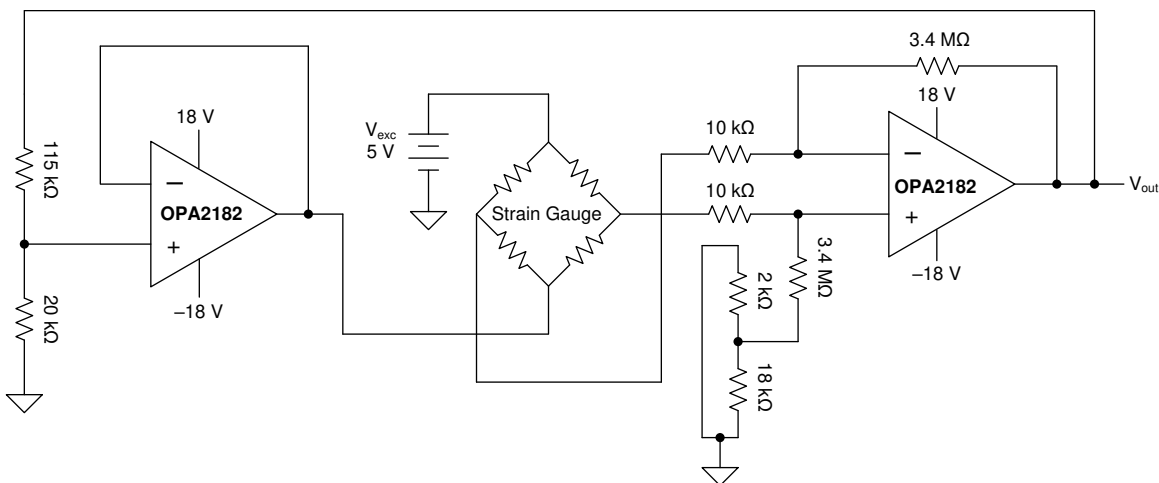 3.4 MΩ
18 V
18 V
V_exc
5 V
10 kΩ
115 kΩ
−
OPA2182
+
Strain Gauge
10 kΩ
−
OPA2182
+
V_out
–18 V
20 kΩ
2 kΩ
3.4 MΩ
–18 V
18 kΩ